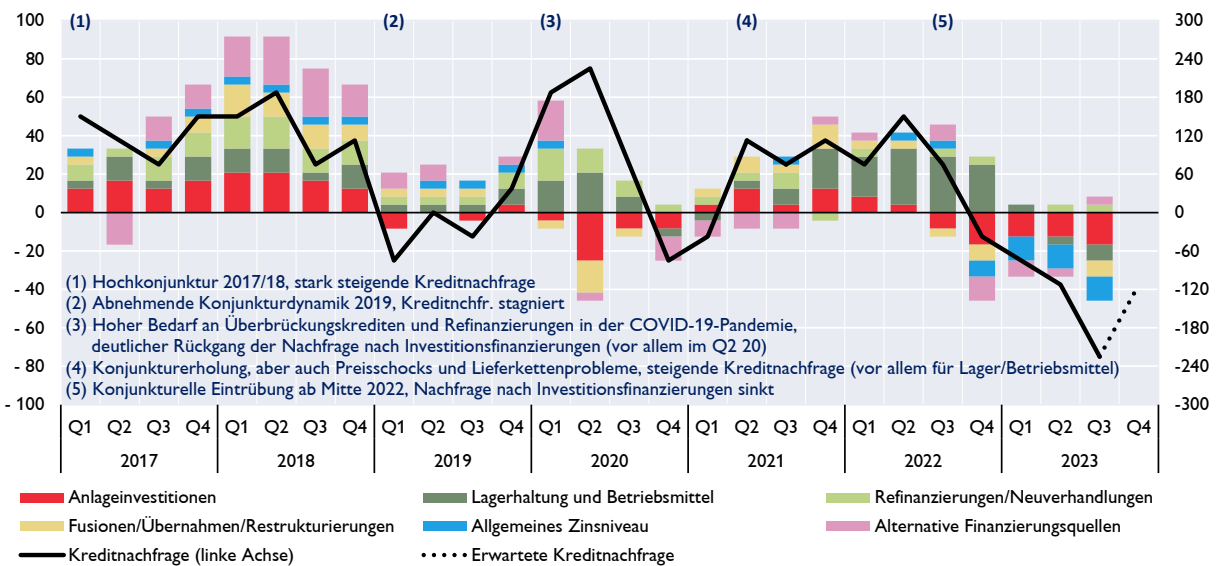 (1) (2) (3) (4) (5)
100 300
80 240
60 180
40 120
20 60
0 0
- 20 -60
- 40 -120
- 60 -180
- 80 -240
- 100 -300
(1) Hochkonjunktur 2017/18, stark steigende Kreditnachfrage
(2) Abnehmende Konjunkturdynamik 2019, Kreditnchfr. stagniert
(3) Hoher Bedarf an Überbrückungskrediten und Refinanzierungen in der COVID-19-Pandemie,
deutlicher Rückgang der Nachfrage nach Investitionsfinanzierungen (vor allem im Q2 20)
(4) Konjunkturerholung, aber auch Preisschocks und Lieferkettenprobleme, steigende Kreditnachfrage (vor allem für Lager/Betriebsmittel)
(5) Konjunkturelle Eintrübung ab Mitte 2022, Nachfrage nach Investitionsfinanzierungen sinkt
Q1 Q2 Q3 Q4 Q1 Q2 Q3 Q4 Q1 Q2 Q3 Q4 Q1 Q2 Q3 Q4 Q1 Q2 Q3 Q4 Q1 Q2 Q3 Q4 Q1 Q2 Q3 Q4
2017 2018 2019 2020 2021 2022 2023
Anlageinvestitionen Lagerhaltung und Betriebsmittel Refinanzierungen/Neuverhandlungen
Fusionen/Übernahmen/Restrukturierungen Allgemeines Zinsniveau Alternative Finanzierungsquellen
Kreditnachfrage (linke Achse) Erwartete Kreditnachfrage